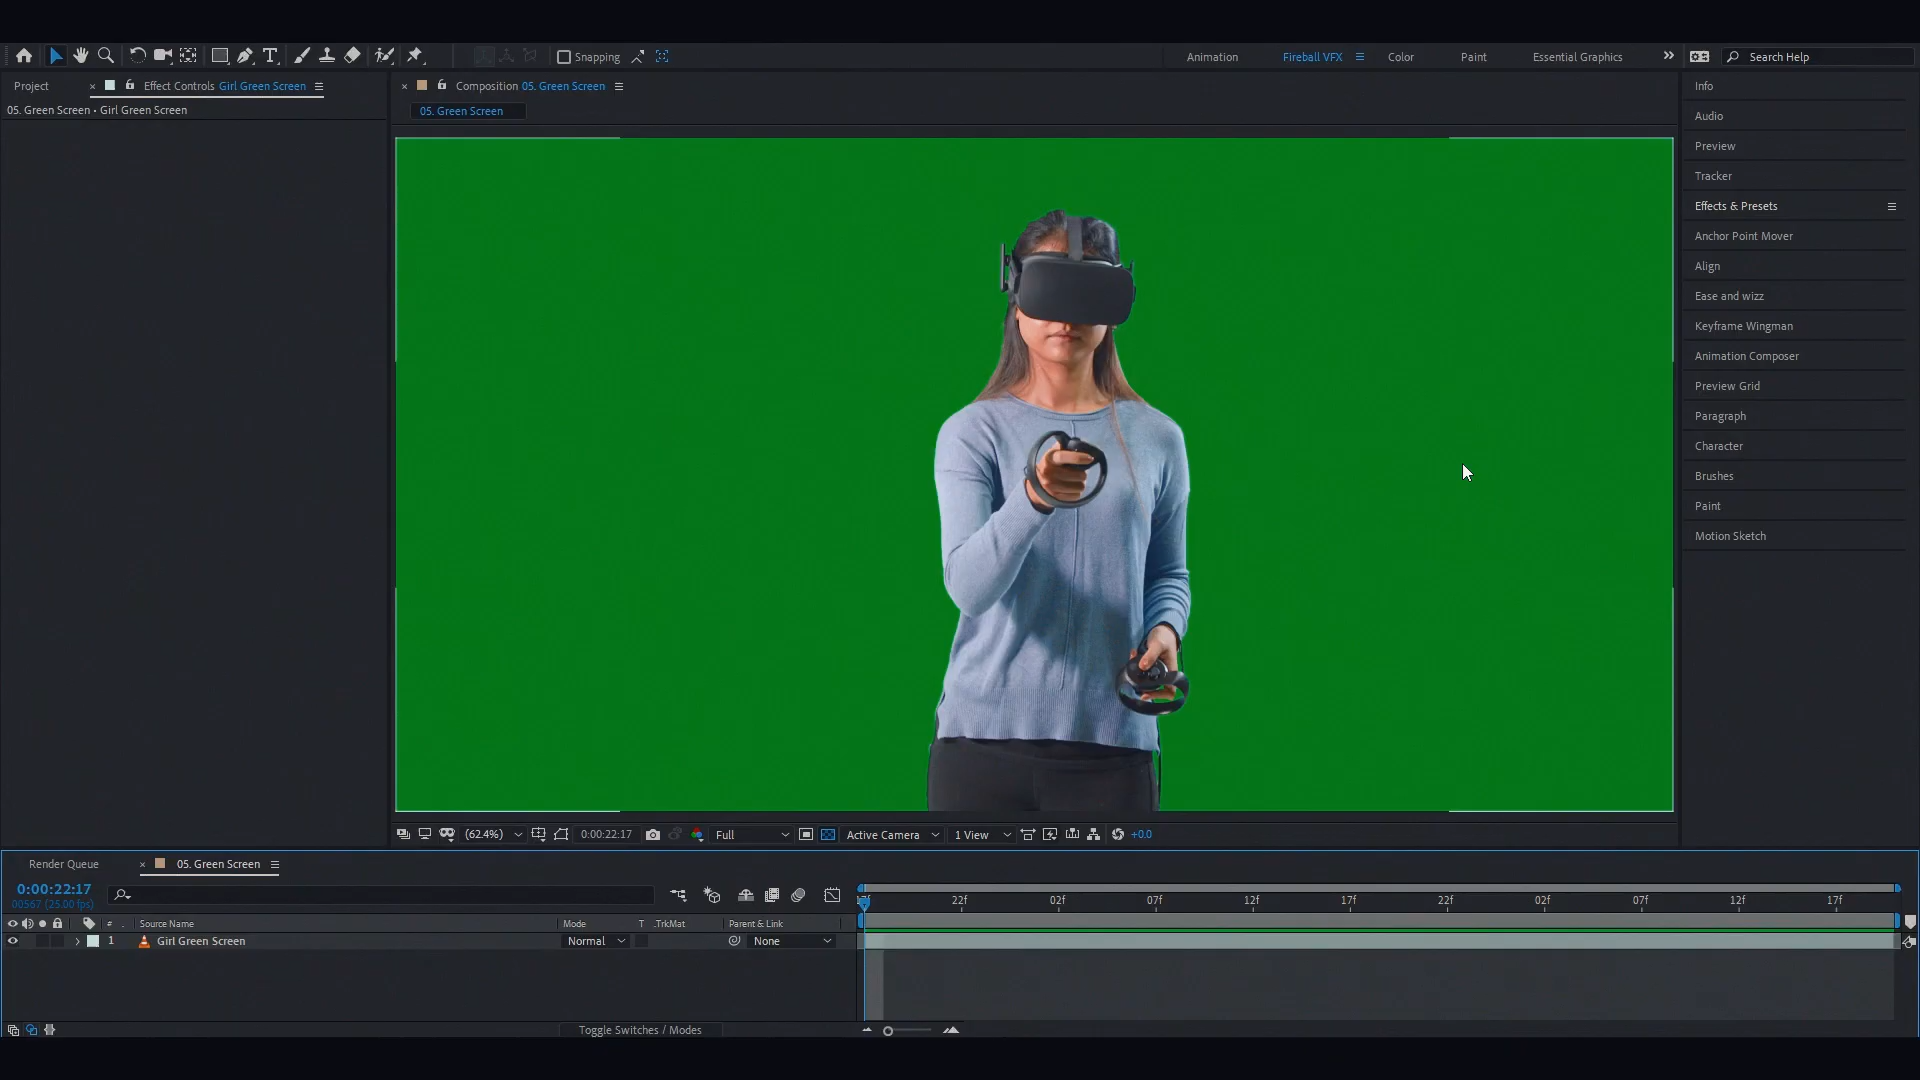 Snapping
Animation
Fireball VFX
Color
Paint
Essential Graphics
Search Help
Project
Effect Controls Girl Green Screen
Composition 05. Green Screen
Info
05. Green Screen • Girl Green Screen
05. Green Screen
Audio
Preview
Tracker
Effects & Presets
Anchor Point Mover
Align
Ease and wizz
Keyframe Wingman
Animation Composer
Preview Grid
Paragraph
Character
Brushes
Paint
Motion Sketch
(62.4%)
0:00:22:17
Full
Active Camera
1 View
+0.0
Render Queue
05. Green Screen
0:00:22:17
00567 (25.00 fps)
22f 02f 07f 12f 17f 22f 02f 07f 12f 17f
# Source Name Mode T .TrkMat Parent & Link
1 Girl Green Screen Normal None
Toggle Switches / Modes